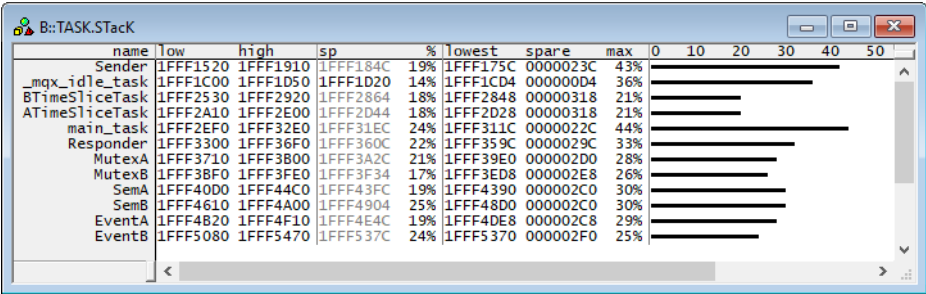 B::TASK.STacK
name low high sp % lowest spare max 0 10 20 30 40 50
Sender 1FFF1520 1FFF1910 1FFF184C 19% 1FFF175C 0000023C 43%
_mqx_idle_task 1FFF1C00 1FFF1D50 1FFF1D20 14% 1FFF1CD4 000000D4 36%
BTimeSliceTask 1FFF2530 1FFF2920 1FFF2864 18% 1FFF2848 00000318 21%
ATimeSliceTask 1FFF2A10 1FFF2E00 1FFF2D44 18% 1FFF2D28 00000318 21%
main_task 1FFF2EF0 1FFF32E0 1FFF31EC 24% 1FFF311C 0000022C 44%
Responder 1FFF3300 1FFF36F0 1FFF360C 22% 1FFF359C 0000029C 33%
MutexA 1FFF3710 1FFF3B00 1FFF3A2C 21% 1FFF39E0 000002D0 28%
MutexB 1FFF3BF0 1FFF3FE0 1FFF3F34 17% 1FFF3ED8 000002E8 26%
SemA 1FFF40D0 1FFF44C0 1FFF43FC 19% 1FFF4390 000002C0 30%
SemB 1FFF4610 1FFF4A00 1FFF4904 25% 1FFF48D0 000002C0 30%
EventA 1FFF4B20 1FFF4F10 1FFF4E4C 19% 1FFF4DE8 000002C8 29%
EventB 1FFF5080 1FFF5470 1FFF537C 24% 1FFF5370 000002F0 25%